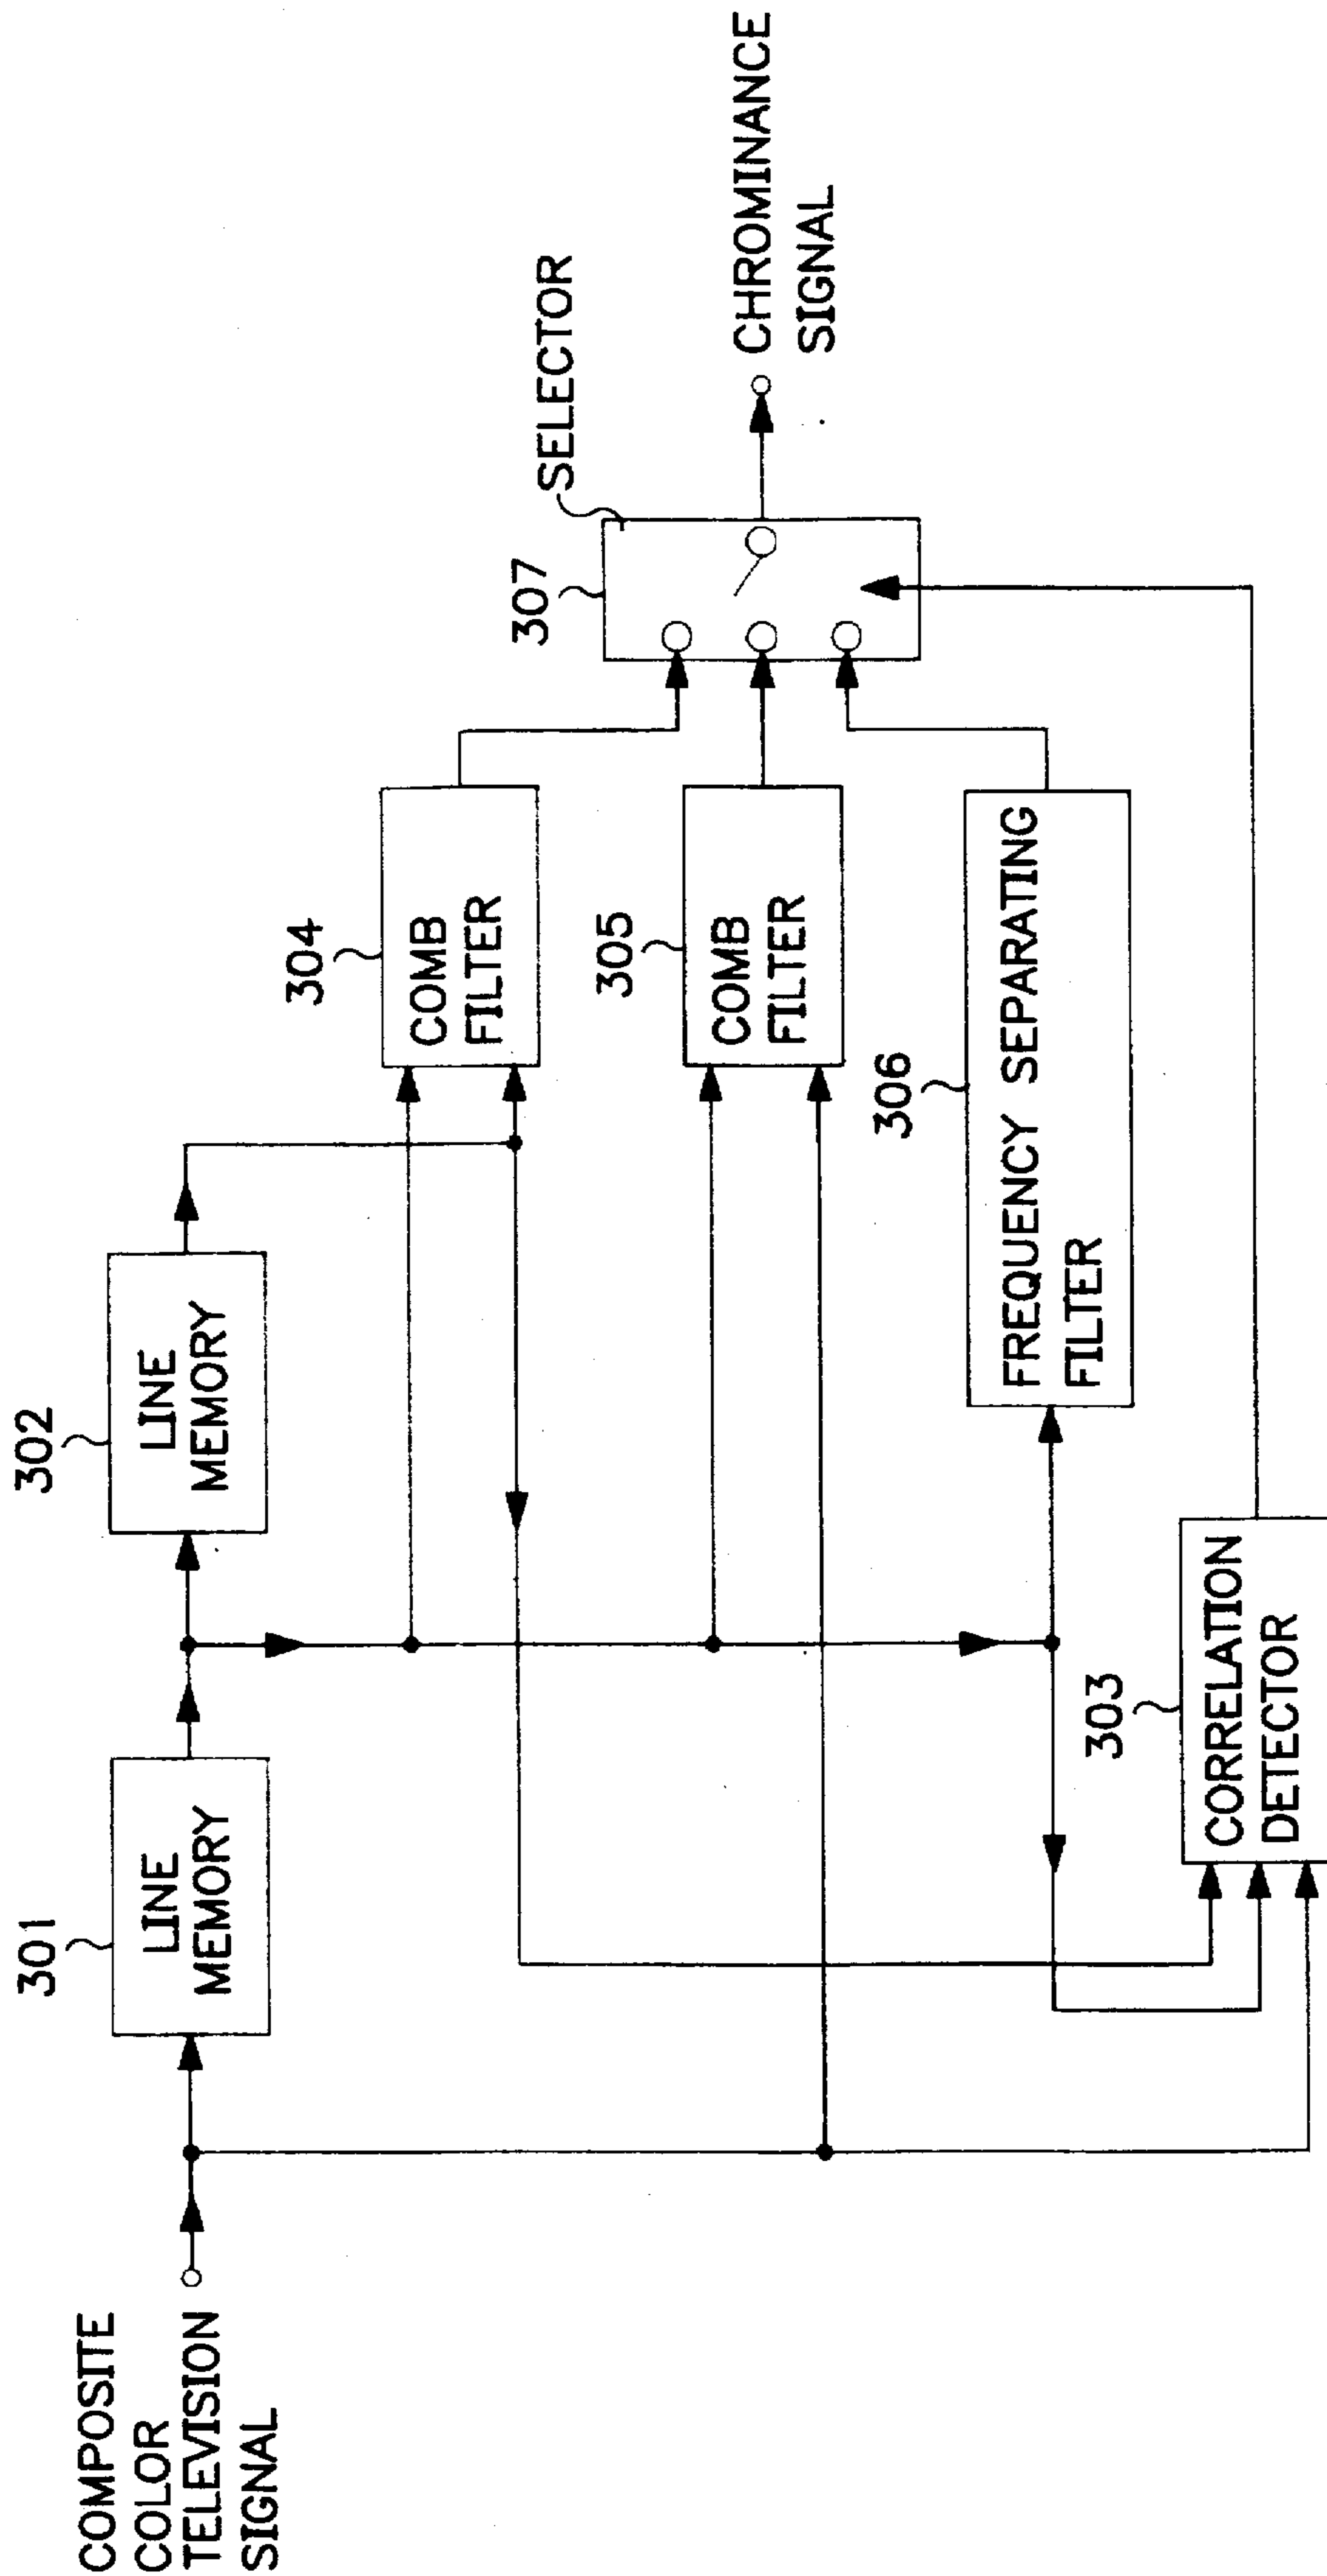 COMPOSITE
COLOR
TELEVISION
SIGNAL
301
LINE
MEMORY
302
LINE
MEMORY
303
CORRELATION
DETECTOR
304
COMB
FILTER
305
COMB
FILTER
306
FREQUENCY SEPARATING
FILTER
307
SELECTOR
CHROMINANCE
SIGNAL